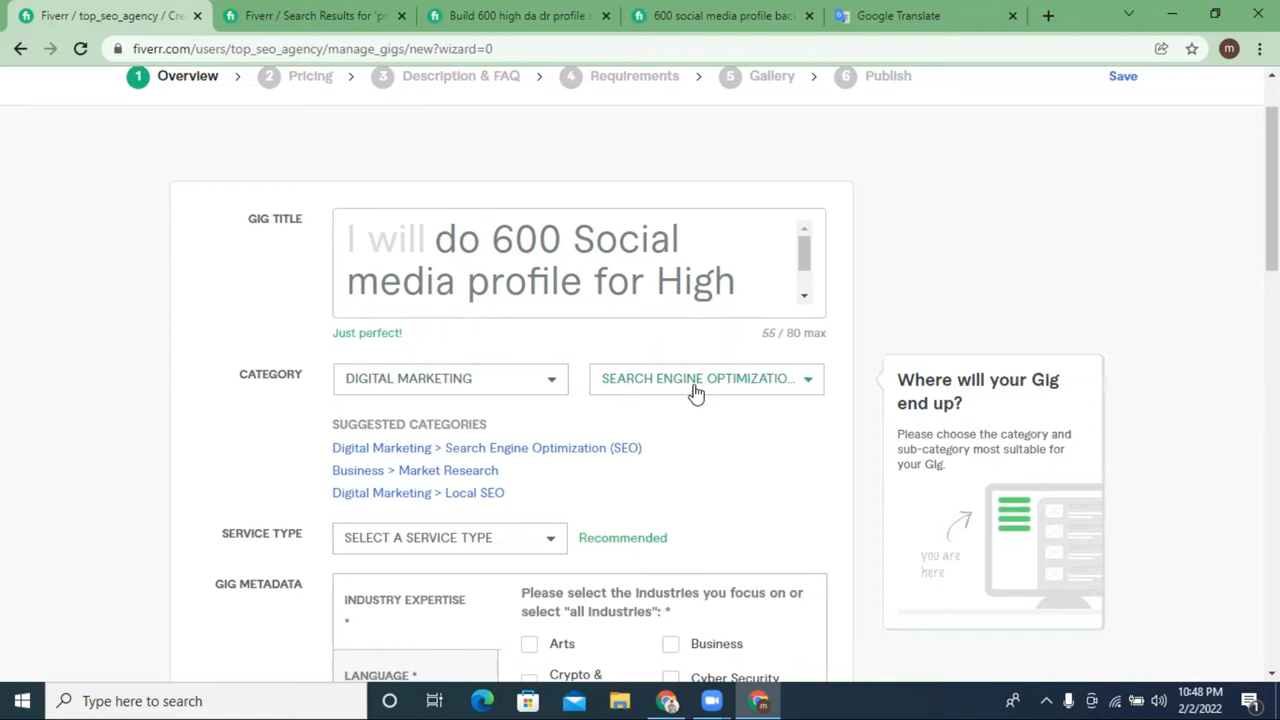 Fiverr / top_seo_agency / Cre
Fiverr / Search Results for 'p
Build 600 high da dr profile b
600 social media profile back
Google Translate
fiverr.com/users/top_seo_agency/manage_gigs/new?wizard=0
m
1 Overview > 2 Pricing > 3 Description & FAQ > 4 Requirements > 5 Gallery > 6 Publish
Save
GIG TITLE
I will do 600 Social
media profile for High
Just perfect!
55 / 80 max
CATEGORY
DIGITAL MARKETING
SEARCH ENGINE OPTIMIZATIO...
SUGGESTED CATEGORIES
Digital Marketing > Search Engine Optimization (SEO)
Business > Market Research
Digital Marketing > Local SEO
SERVICE TYPE
SELECT A SERVICE TYPE
Recommended
GIG METADATA
INDUSTRY EXPERTISE
*
LANGUAGE *
Please select the Industries you focus on or
select "all Industries": *
Arts
Business
Crypto &
Cyber Security
Where will your Gig
end up?
Please choose the category and
sub-category most suitable for
your Gig.
you are
here
Type here to search
m
10:48 PM
2/2/2022
1